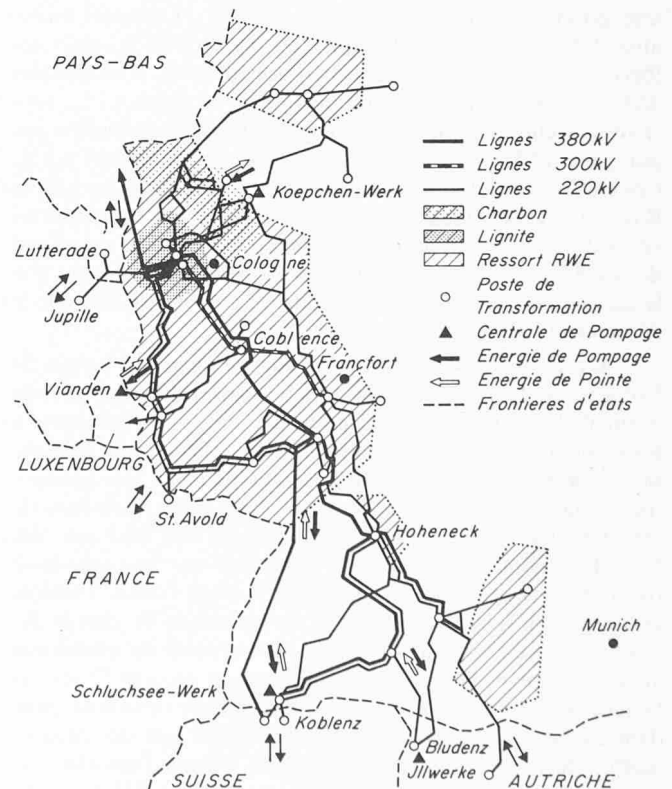 PAYS-BAS
Lignes 380kV
Lignes 300kV
Lignes 220kV
Charbon
Lignite
Ressort RWE
Poste de
Transformation
Centrale de Pompage
Energie de Pompage
Energie de Pointe
Frontieres d'etats
Koepchen-Werk
Lutterade
Cologne
Jupille
Coblence
Francfort
Vianden
LUXENBOURG
St. Avold
Hoheneck
FRANCE
Munich
Schluchsee-Werk
Koblenz
Bludenz
Jllwerke
SUISSE
AUTRICHE